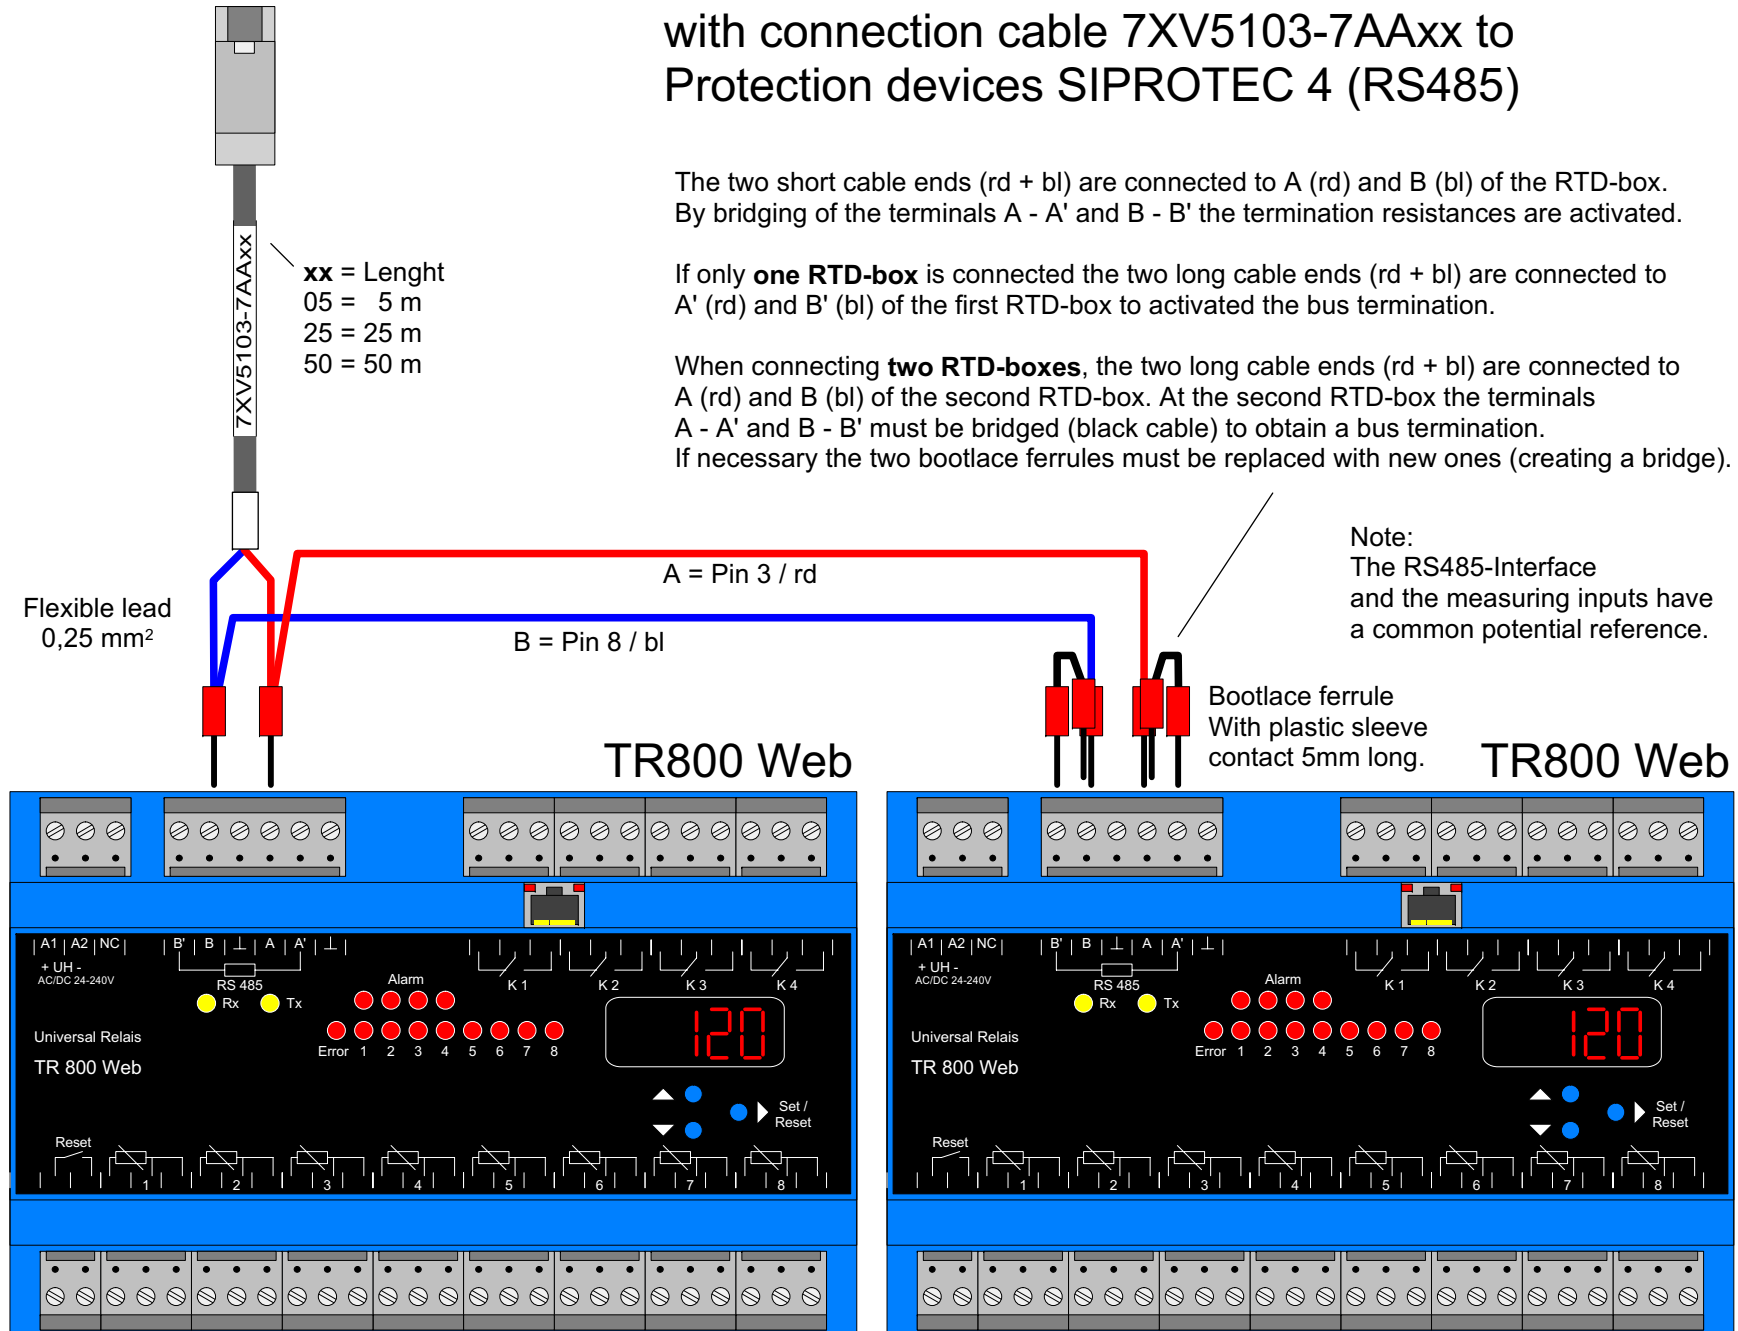 with connection cable 7XV5103-7AAxx to
Protection devices SIPROTEC 4 (RS485)
The two short cable ends (rd + bl) are connected to A (rd) and B (bl) of the RTD-box.
By bridging of the terminals A - A' and B - B' the termination resistances are activated.
If only one RTD-box is connected the two long cable ends (rd + bl) are connected to
A' (rd) and B' (bl) of the first RTD-box to activated the bus termination.
When connecting two RTD-boxes, the two long cable ends (rd + bl) are connected to
A (rd) and B (bl) of the second RTD-box. At the second RTD-box the terminals
A - A' and B - B' must be bridged (black cable) to obtain a bus termination.
If necessary the two bootlace ferrules must be replaced with new ones (creating a bridge).
7XV5103-7AAxx
xx = Lenght
05 = 5 m
25 = 25 m
50 = 50 m
Note:
The RS485-Interface
and the measuring inputs have
a common potential reference.
A = Pin 3 / rd
B = Pin 8 / bl
Flexible lead
0,25 mm²
Bootlace ferrule
With plastic sleeve
contact 5mm long.
TR800 Web
TR800 Web
A1 A2 NC B' B ⊥ A A' ⊥
+ UH -
AC/DC 24-240V
RS 485
K 1 K 2 K 3 K 4
Rx Tx
Alarm
120
Universal Relais
Error 1 2 3 4 5 6 7 8
TR 800 Web
Set /
Reset
Reset
1 2 3 4 5 6 7 8
A1 A2 NC B' B ⊥ A A' ⊥
+ UH -
AC/DC 24-240V
RS 485
K 1 K 2 K 3 K 4
Rx Tx
Alarm
120
Universal Relais
Error 1 2 3 4 5 6 7 8
TR 800 Web
Set /
Reset
Reset
1 2 3 4 5 6 7 8